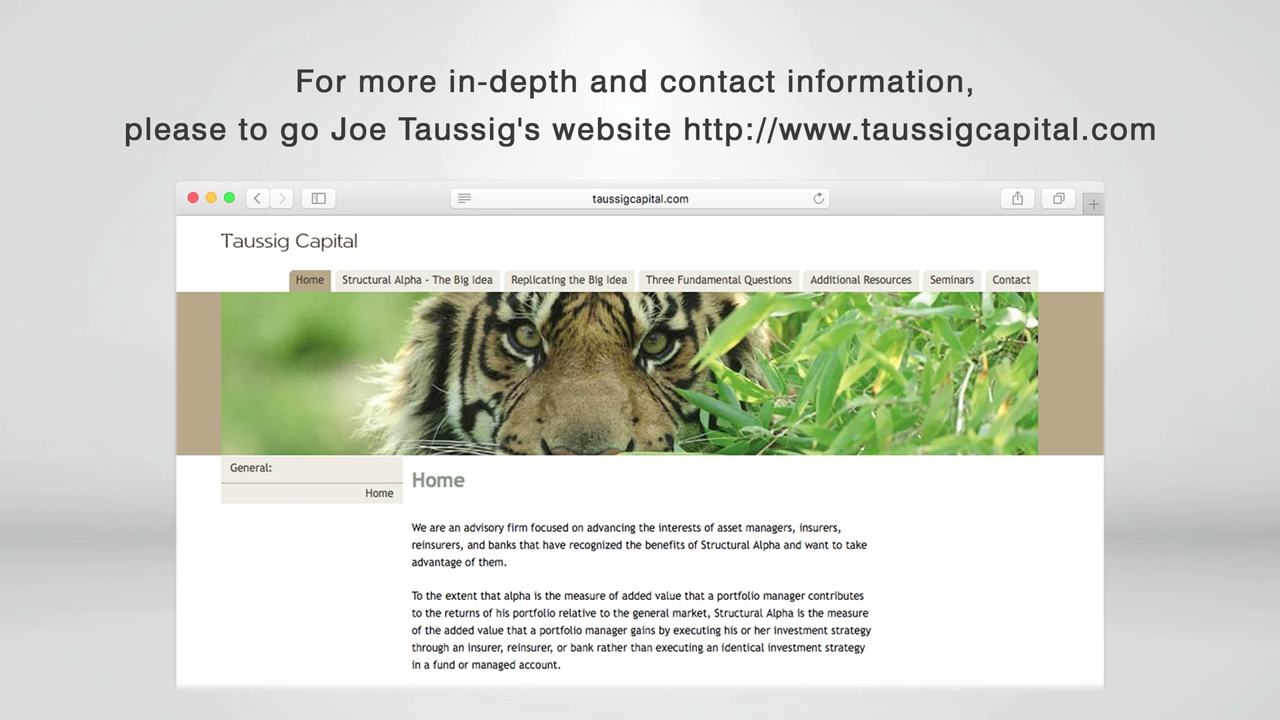 For more in-depth and contact information,
please to go Joe Taussig's website http://www.taussigcapital.com
taussigcapital.com
Taussig Capital
Home Structural Alpha - The Big Idea Replicating the Big Idea Three Fundamental Questions Additional Resources Seminars Contact
General:
Home
Home
We are an advisory firm focused on advancing the interests of asset managers, insurers,
reinsurers, and banks that have recognized the benefits of Structural Alpha and want to take
advantage of them.
To the extent that alpha is the measure of added value that a portfolio manager contributes
to the returns of his portfolio relative to the general market, Structural Alpha is the measure
of the added value that a portfolio manager gains by executing his or her investment strategy
through an insurer, reinsurer, or bank rather than executing an identical investment strategy
in a fund or managed account.